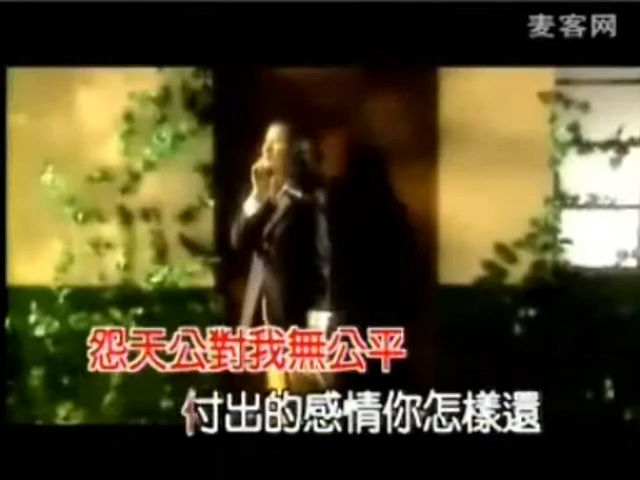 麦客网
怨天公對我無公平
付出的感情你怎樣還